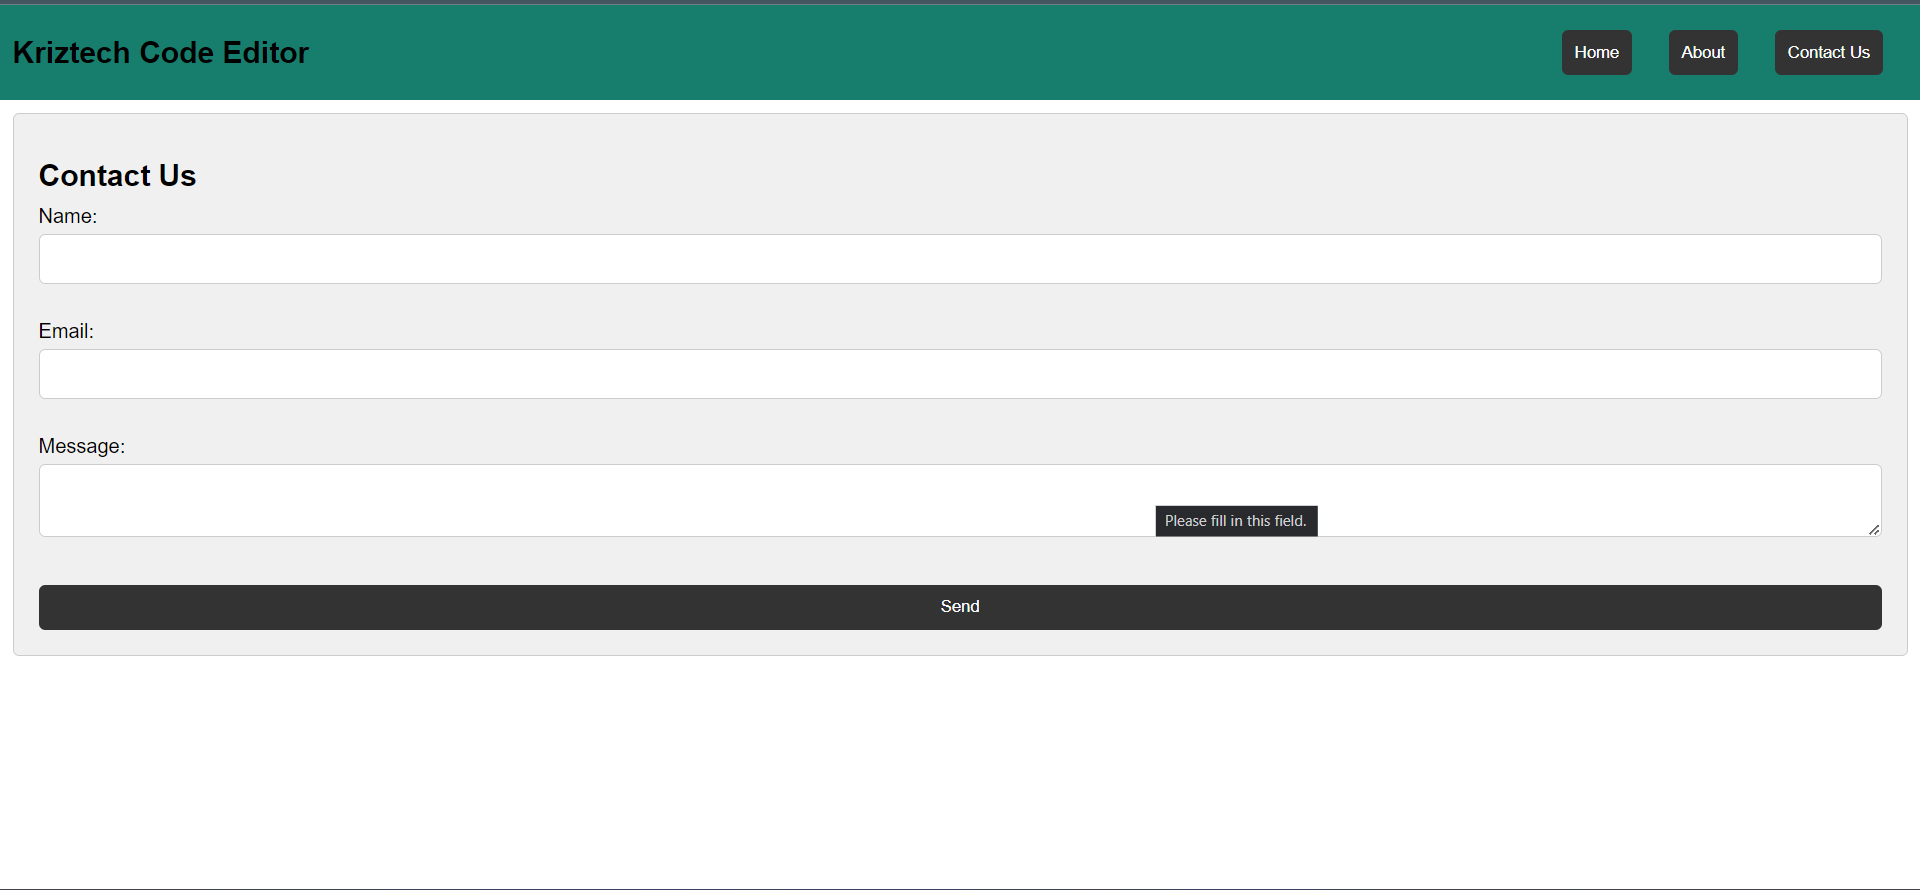 Kriztech Code Editor
Home About Contact Us
Contact Us
Name:
Email:
Message:
Please fill in this field.
Send